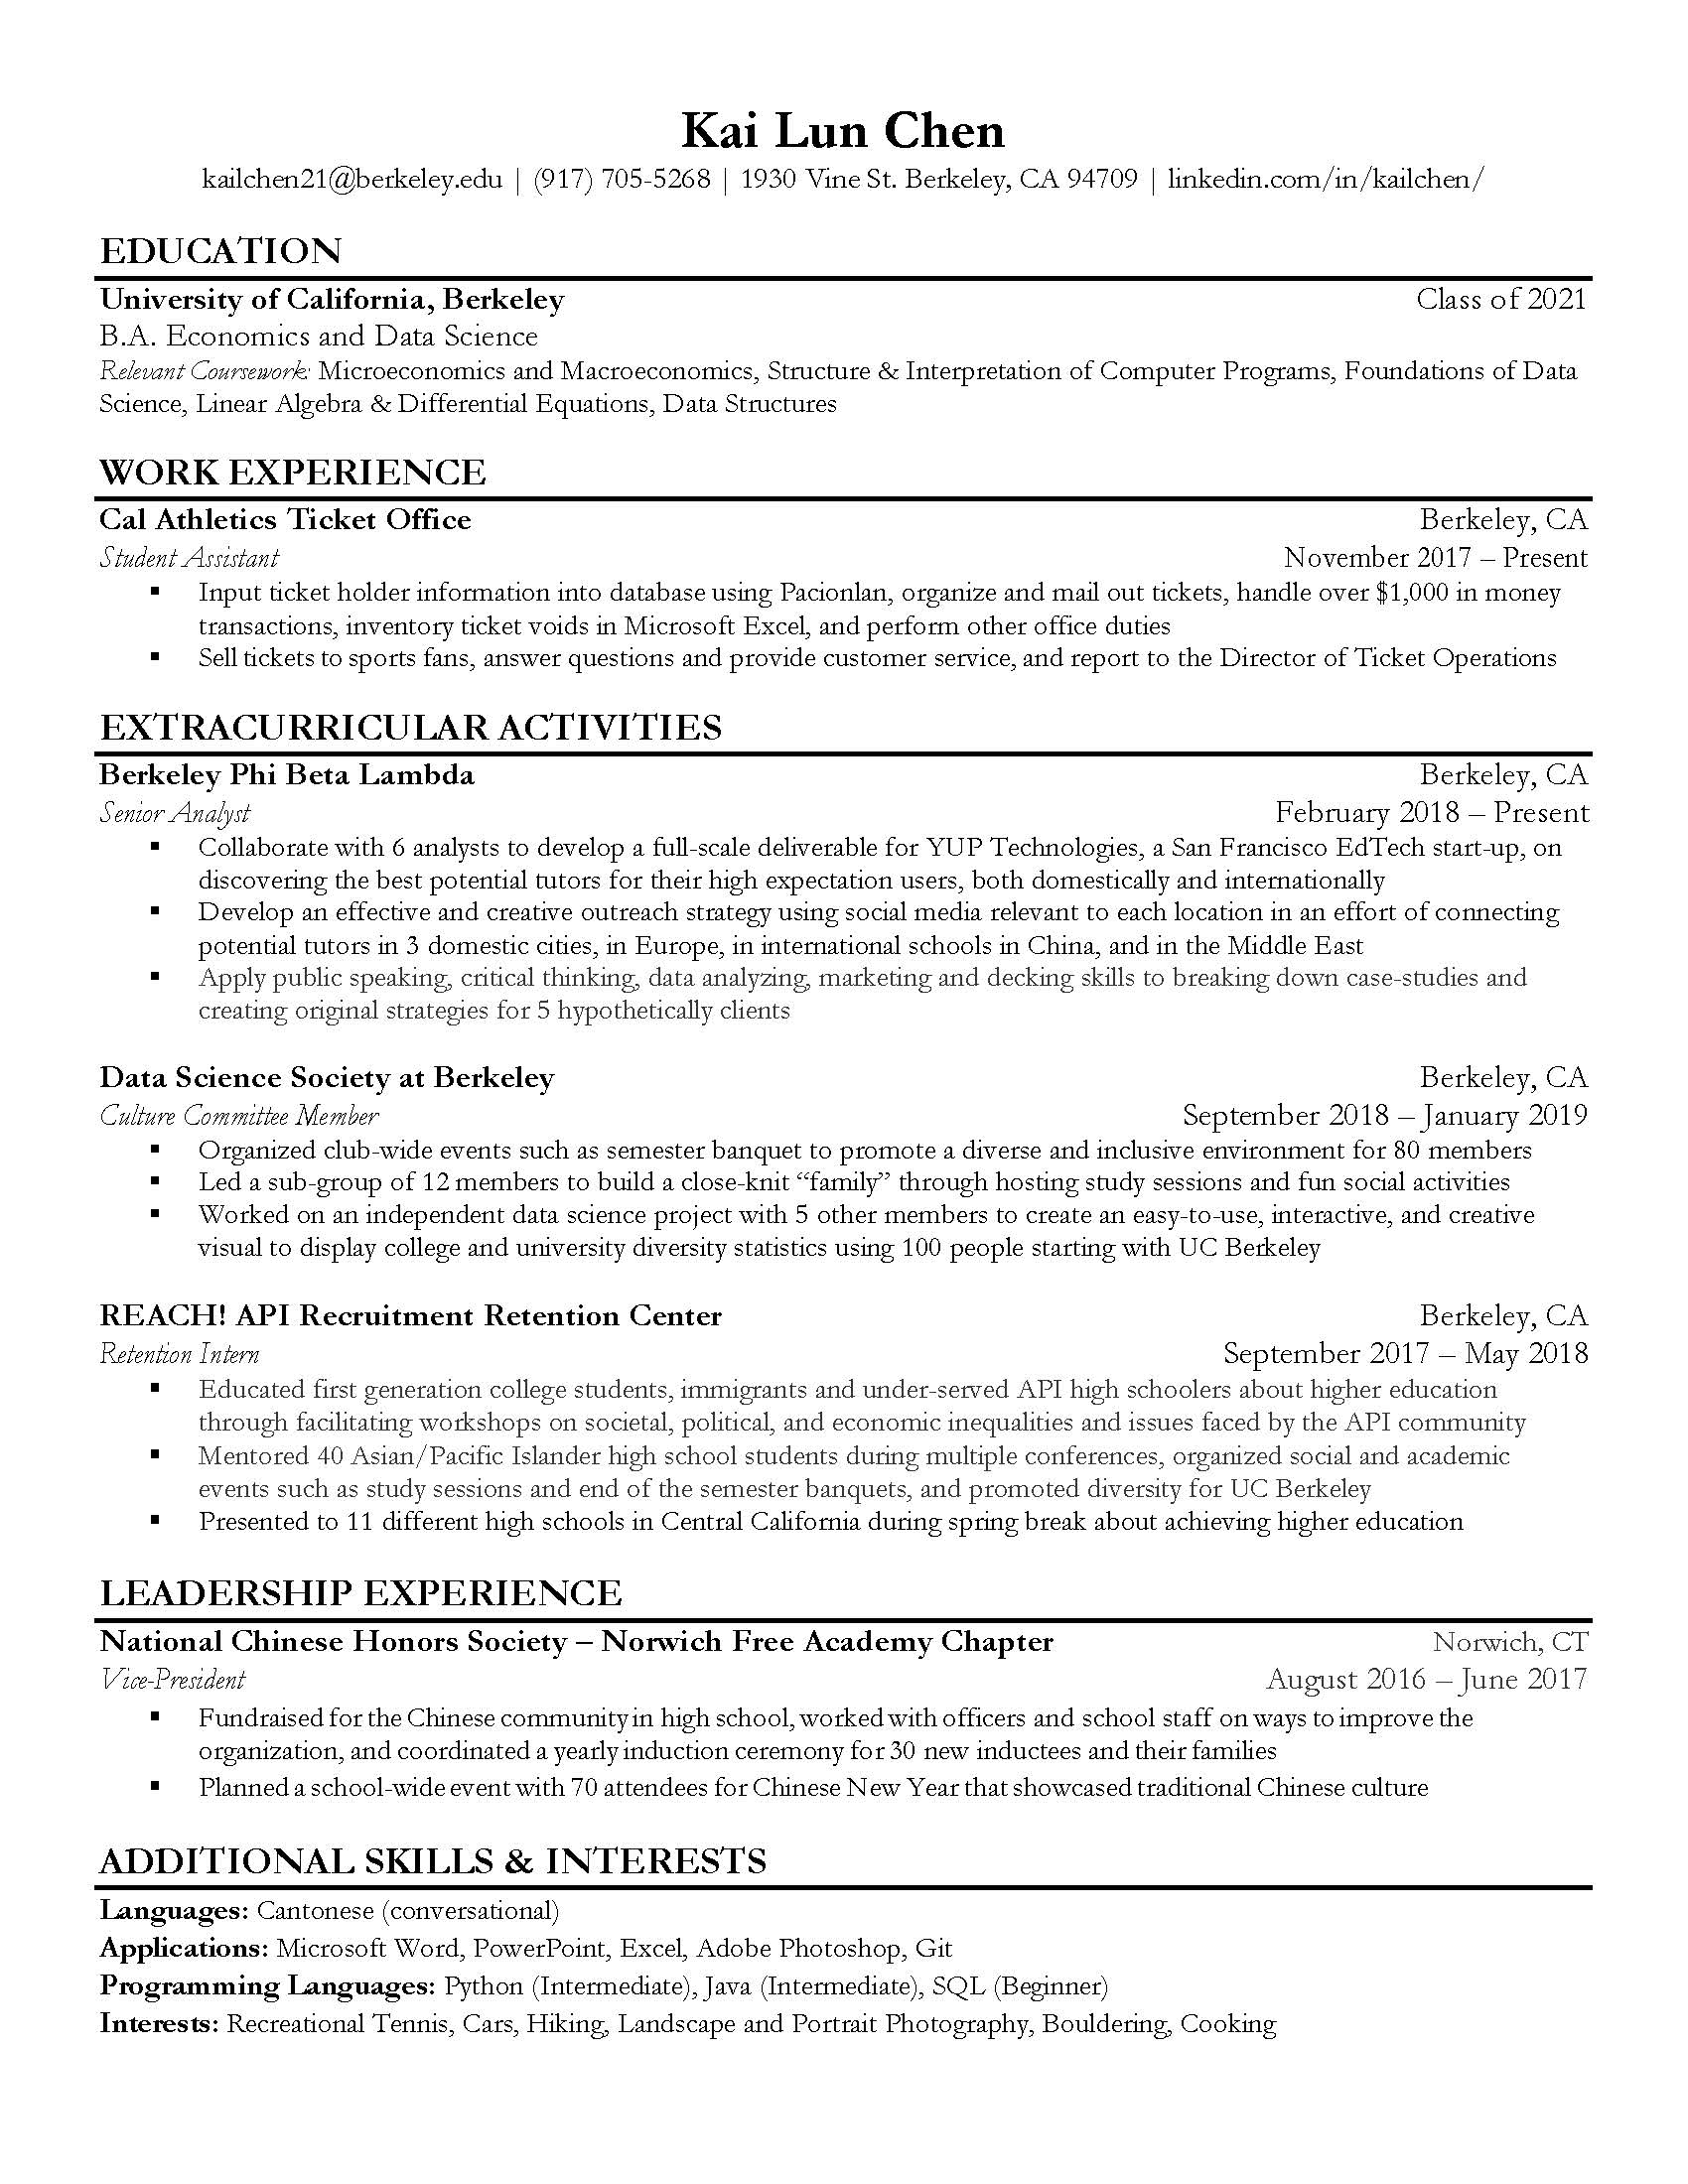 Kai Lun Chen
kailchen21@berkeley.edu | (917) 705-5268 | 1930 Vine St. Berkeley, CA 94709 | linkedin.com/in/kailchen/
EDUCATION
University of California, Berkeley Class of 2021
B.A. Economics and Data Science
Relevant Coursework: Microeconomics and Macroeconomics, Structure & Interpretation of Computer Programs, Foundations of Data
Science, Linear Algebra & Differential Equations, Data Structures
WORK EXPERIENCE
Cal Athletics Ticket Office Berkeley, CA
Student Assistant November 2017 – Present
▪ Input ticket holder information into database using Pacionlan, organize and mail out tickets, handle over $1,000 in money
transactions, inventory ticket voids in Microsoft Excel, and perform other office duties
▪ Sell tickets to sports fans, answer questions and provide customer service, and report to the Director of Ticket Operations
EXTRACURRICULAR ACTIVITIES
Berkeley Phi Beta Lambda Berkeley, CA
Senior Analyst February 2018 – Present
▪ Collaborate with 6 analysts to develop a full-scale deliverable for YUP Technologies, a San Francisco EdTech start-up, on
discovering the best potential tutors for their high expectation users, both domestically and internationally
▪ Develop an effective and creative outreach strategy using social media relevant to each location in an effort of connecting
potential tutors in 3 domestic cities, in Europe, in international schools in China, and in the Middle East
▪ Apply public speaking, critical thinking, data analyzing, marketing and decking skills to breaking down case-studies and
creating original strategies for 5 hypothetically clients
Data Science Society at Berkeley Berkeley, CA
Culture Committee Member September 2018 – January 2019
▪ Organized club-wide events such as semester banquet to promote a diverse and inclusive environment for 80 members
▪ Led a sub-group of 12 members to build a close-knit “family” through hosting study sessions and fun social activities
▪ Worked on an independent data science project with 5 other members to create an easy-to-use, interactive, and creative
visual to display college and university diversity statistics using 100 people starting with UC Berkeley
REACH! API Recruitment Retention Center Berkeley, CA
Retention Intern September 2017 – May 2018
▪ Educated first generation college students, immigrants and under-served API high schoolers about higher education
through facilitating workshops on societal, political, and economic inequalities and issues faced by the API community
▪ Mentored 40 Asian/Pacific Islander high school students during multiple conferences, organized social and academic
events such as study sessions and end of the semester banquets, and promoted diversity for UC Berkeley
▪ Presented to 11 different high schools in Central California during spring break about achieving higher education
LEADERSHIP EXPERIENCE
National Chinese Honors Society – Norwich Free Academy Chapter Norwich, CT
Vice-President August 2016 – June 2017
▪ Fundraised for the Chinese community in high school, worked with officers and school staff on ways to improve the
organization, and coordinated a yearly induction ceremony for 30 new inductees and their families
▪ Planned a school-wide event with 70 attendees for Chinese New Year that showcased traditional Chinese culture
ADDITIONAL SKILLS & INTERESTS
Languages: Cantonese (conversational)
Applications: Microsoft Word, PowerPoint, Excel, Adobe Photoshop, Git
Programming Languages: Python (Intermediate), Java (Intermediate), SQL (Beginner)
Interests: Recreational Tennis, Cars, Hiking, Landscape and Portrait Photography, Bouldering, Cooking